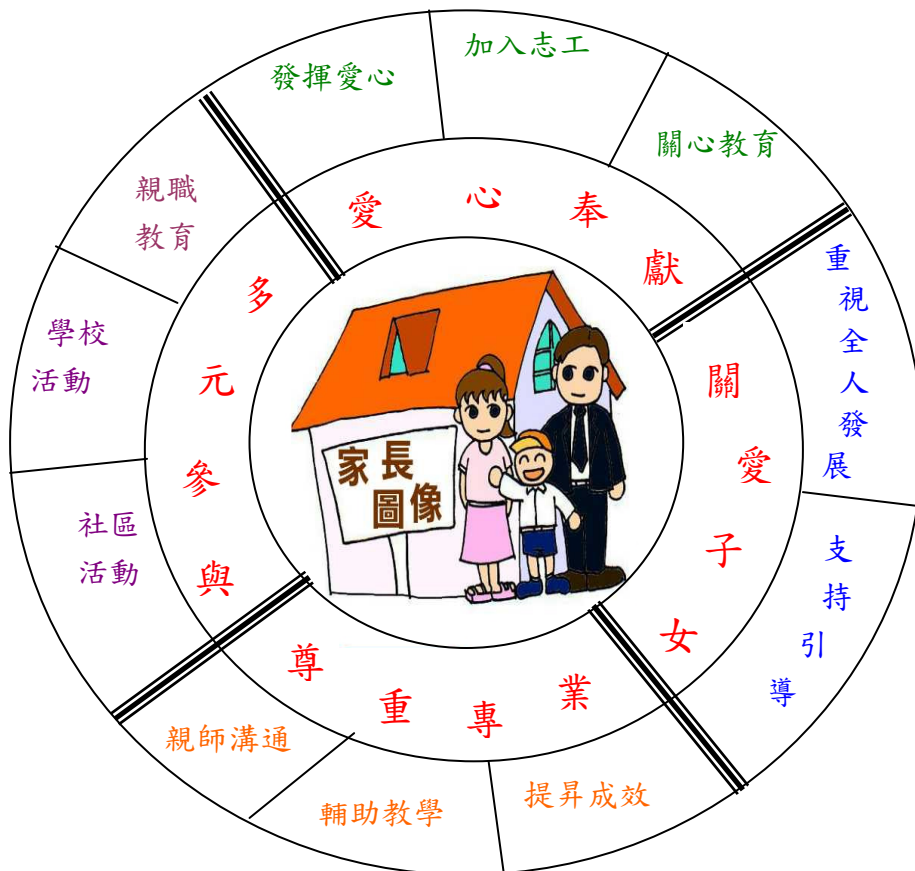 加入志工
發揮愛心
關心教育
愛心奉獻
親職
教育
學校
活動
社區
活動
多元參與
重視全人發展
支持引導
關愛子女
家長
圖像
尊重專業
親師溝通
輔助教學
提昇成效